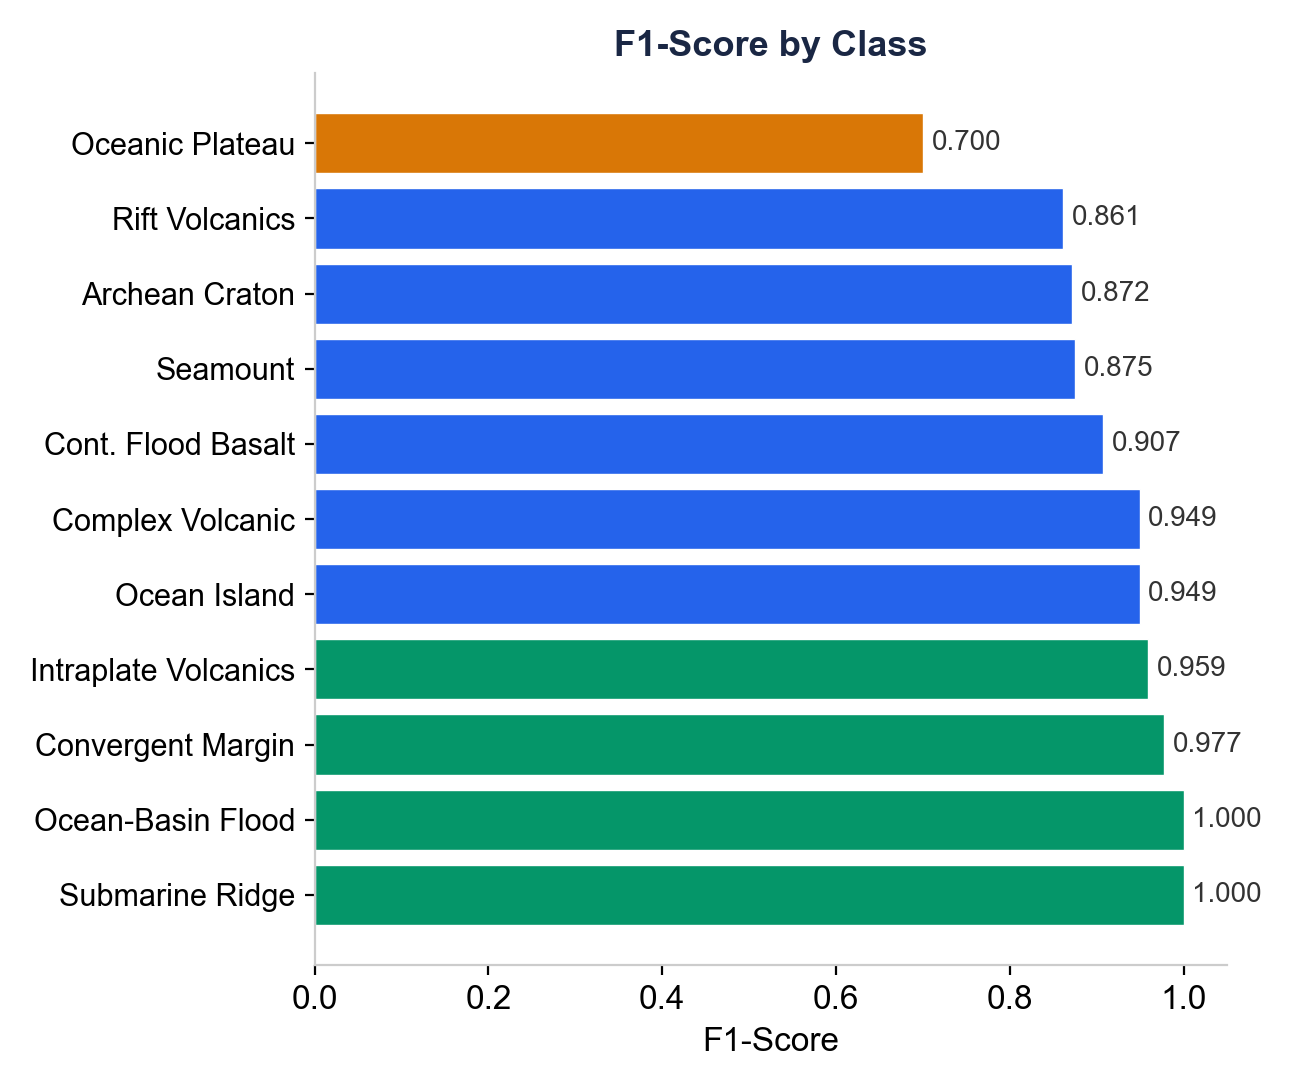 F1-Score by Class
Oceanic Plateau 0.700
Rift Volcanics 0.861
Archean Craton 0.872
Seamount 0.875
Cont. Flood Basalt 0.907
Complex Volcanic 0.949
Ocean Island 0.949
Intraplate Volcanics 0.959
Convergent Margin 0.977
Ocean-Basin Flood 1.000
Submarine Ridge 1.000
0.0 0.2 0.4 0.6 0.8 1.0
F1-Score